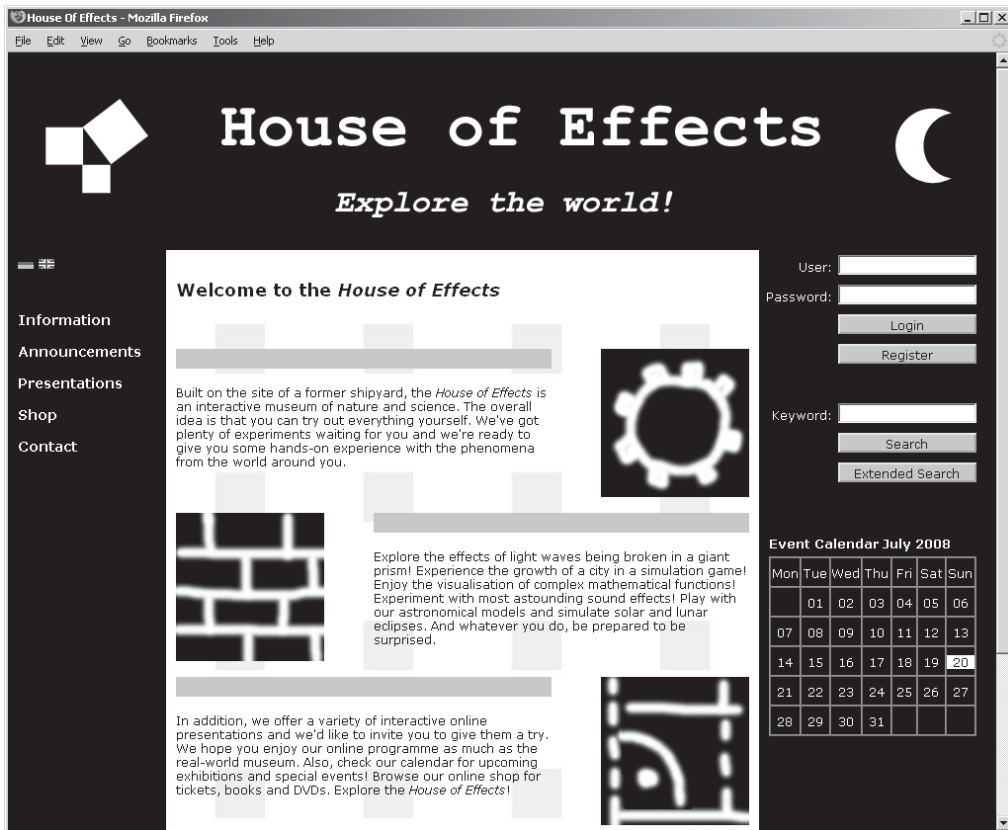 House Of Effects - Mozilla Firefox
File Edit View Go Bookmarks Tools Help
House of Effects
Explore the world!
Information
Announcements
Presentations
Shop
Contact
Welcome to the House of Effects
Built on the site of a former shipyard, the House of Effects is
an interactive museum of nature and science. The overall
idea is that you can try out everything yourself. We've got
plenty of experiments waiting for you and we're ready to
give you some hands-on experience with the phenomena
from the world around you.
Explore the effects of light waves being broken in a giant
prism! Experience the growth of a city in a simulation game!
Enjoy the visualisation of complex mathematical functions!
Experiment with most astounding sound effects! Play with
our astronomical models and simulate solar and lunar
eclipses. And whatever you do, be prepared to be
surprised.
In addition, we offer a variety of interactive online
presentations and we'd like to invite you to give them a try.
We hope you enjoy our online programme as much as the
real-world museum. Also, check our calendar for upcoming
exhibitions and special events! Browse our online shop for
tickets, books and DVDs. Explore the House of Effects!
User:
Password:
Login
Register
Keyword:
Search
Extended Search
Event Calendar July 2008
Mon Tue Wed Thu Fri Sat Sun
01 02 03 04 05 06
07 08 09 10 11 12 13
14 15 16 17 18 19 20
21 22 23 24 25 26 27
28 29 30 31